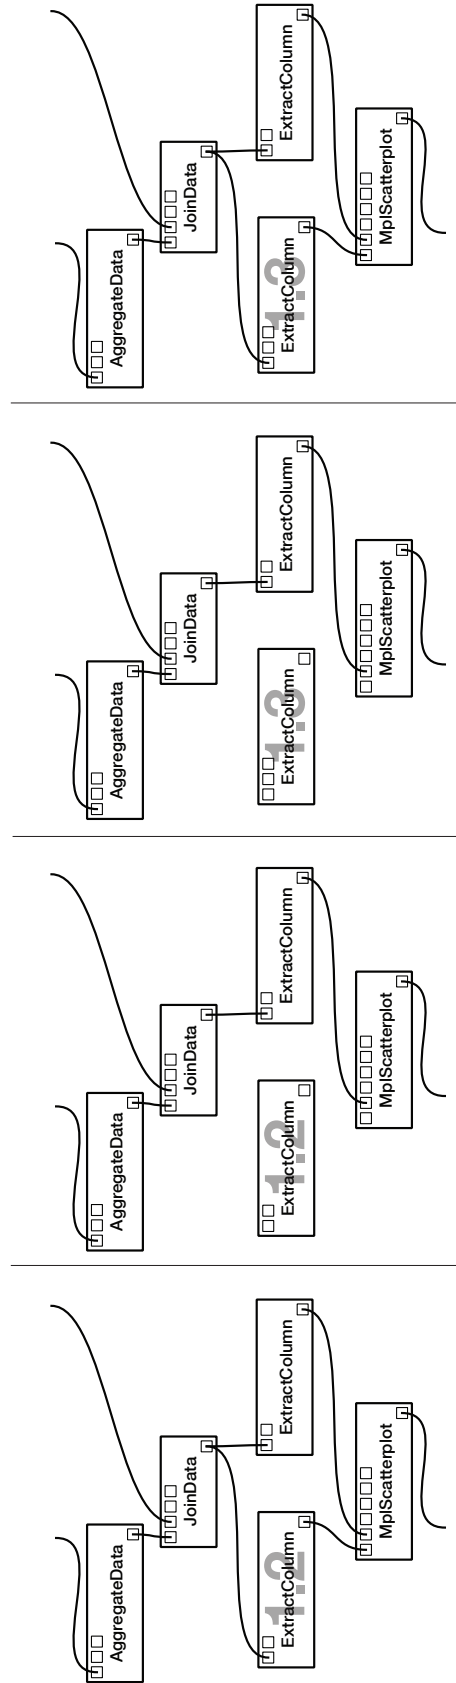 AggregateData
JoinData
ExtractColumn
1.2
ExtractColumn
MplScatterplot
AggregateData
JoinData
ExtractColumn
1.2
ExtractColumn
MplScatterplot
AggregateData
JoinData
ExtractColumn
1.3
ExtractColumn
MplScatterplot
AggregateData
JoinData
ExtractColumn
1.3
ExtractColumn
MplScatterplot